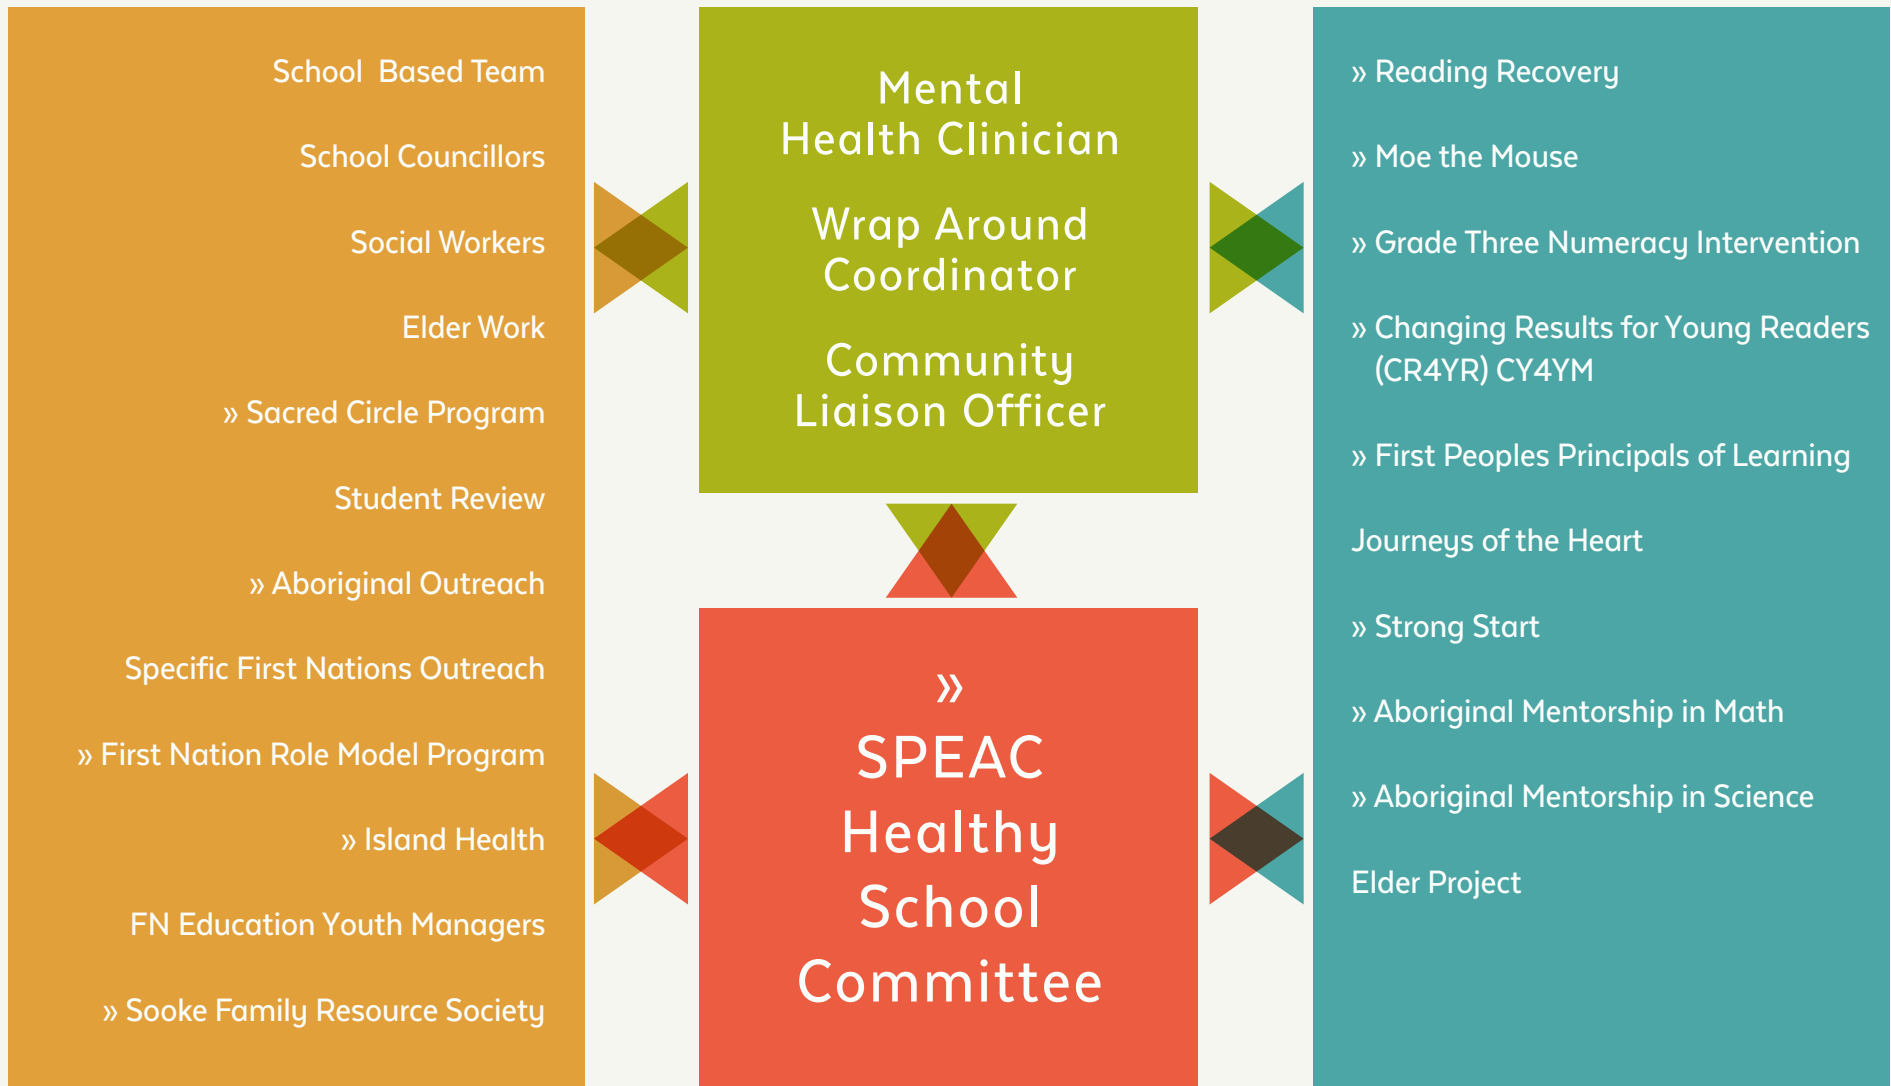 School Based Team
School Councillors
Social Workers
Elder Work
» Sacred Circle Program
Student Review
» Aboriginal Outreach
Specific First Nations Outreach
» First Nation Role Model Program
» Island Health
FN Education Youth Managers
» Sooke Family Resource Society
Mental
Health Clinician
Wrap Around
Coordinator
Community
Liaison Officer
»
SPEAC
Healthy
School
Committee
» Reading Recovery
» Moe the Mouse
» Grade Three Numeracy Intervention
» Changing Results for Young Readers
(CR4YR) CY4YM
» First Peoples Principals of Learning
Journeys of the Heart
» Strong Start
» Aboriginal Mentorship in Math
» Aboriginal Mentorship in Science
Elder Project